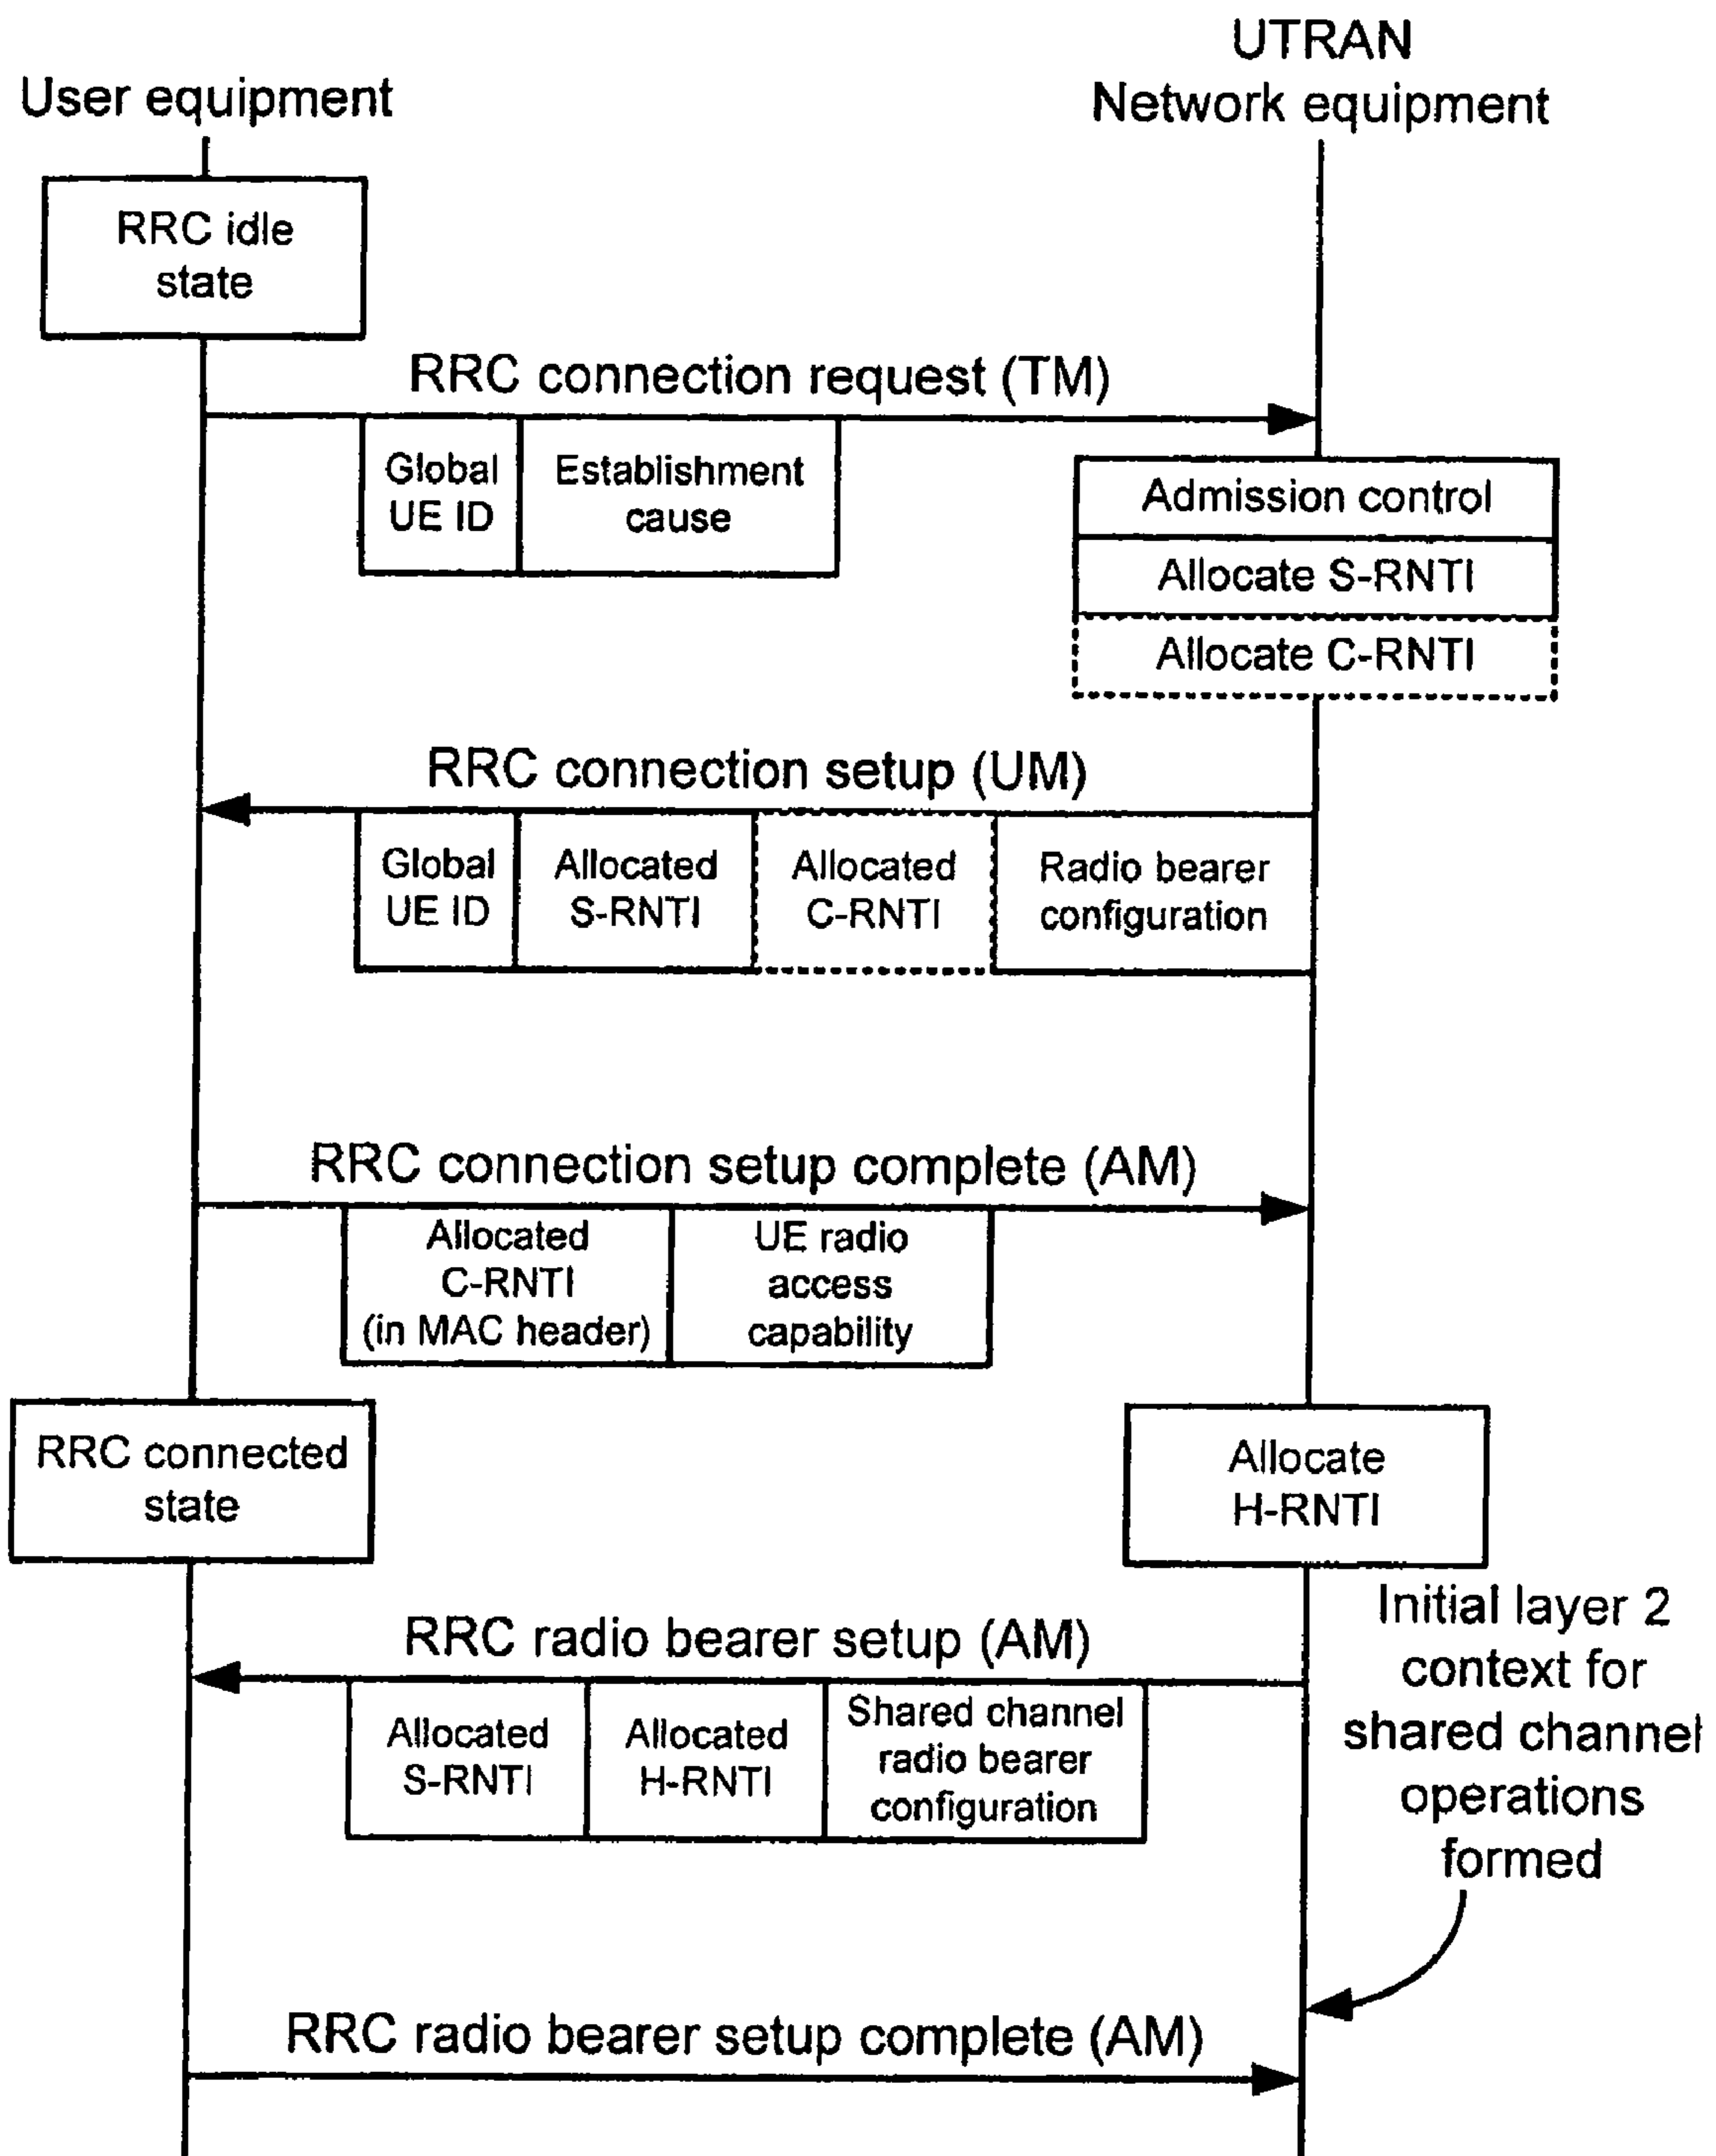 User equipment
UTRAN
Network equipment
RRC idle
state
RRC connection request (TM)
Global
UE ID
Establishment
cause
Admission control
Allocate S-RNTI
Allocate C-RNTI
RRC connection setup (UM)
Global
UE ID
Allocated
S-RNTI
Allocated
C-RNTI
Radio bearer
configuration
RRC connection setup complete (AM)
Allocated
C-RNTI
(in MAC header)
UE radio
access
capability
RRC connected
state
Allocate
H-RNTI
Initial layer 2
context for
shared channel
operations
formed
RRC radio bearer setup (AM)
Allocated
S-RNTI
Allocated
H-RNTI
Shared channel
radio bearer
configuration
RRC radio bearer setup complete (AM)